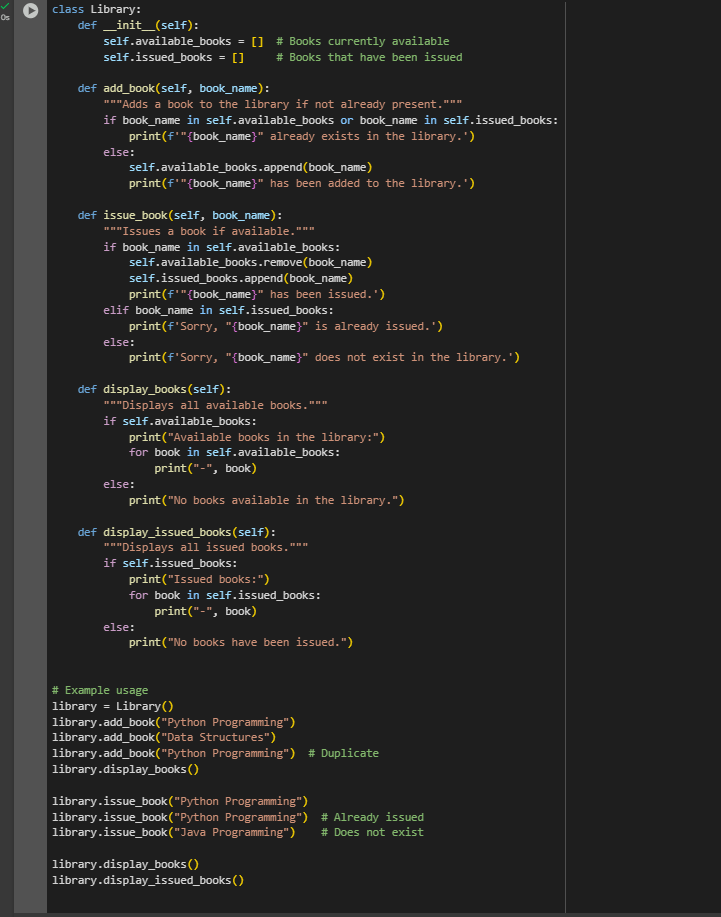 0s
class Library:
    def __init__(self):
        self.available_books = []  # Books currently available
        self.issued_books = []     # Books that have been issued

    def add_book(self, book_name):
        """Adds a book to the library if not already present."""
        if book_name in self.available_books or book_name in self.issued_books:
            print(f'"{book_name}" already exists in the library.')
        else:
            self.available_books.append(book_name)
            print(f'"{book_name}" has been added to the library.')

    def issue_book(self, book_name):
        """Issues a book if available."""
        if book_name in self.available_books:
            self.available_books.remove(book_name)
            self.issued_books.append(book_name)
            print(f'"{book_name}" has been issued.')
        elif book_name in self.issued_books:
            print(f'Sorry, "{book_name}" is already issued.')
        else:
            print(f'Sorry, "{book_name}" does not exist in the library.')

    def display_books(self):
        """Displays all available books."""
        if self.available_books:
            print("Available books in the library:")
            for book in self.available_books:
                print("-", book)
        else:
            print("No books available in the library.")

    def display_issued_books(self):
        """Displays all issued books."""
        if self.issued_books:
            print("Issued books:")
            for book in self.issued_books:
                print("-", book)
        else:
            print("No books have been issued.")


# Example usage
library = Library()
library.add_book("Python Programming")
library.add_book("Data Structures")
library.add_book("Python Programming")  # Duplicate
library.display_books()

library.issue_book("Python Programming")
library.issue_book("Python Programming")  # Already issued
library.issue_book("Java Programming")    # Does not exist

library.display_books()
library.display_issued_books()